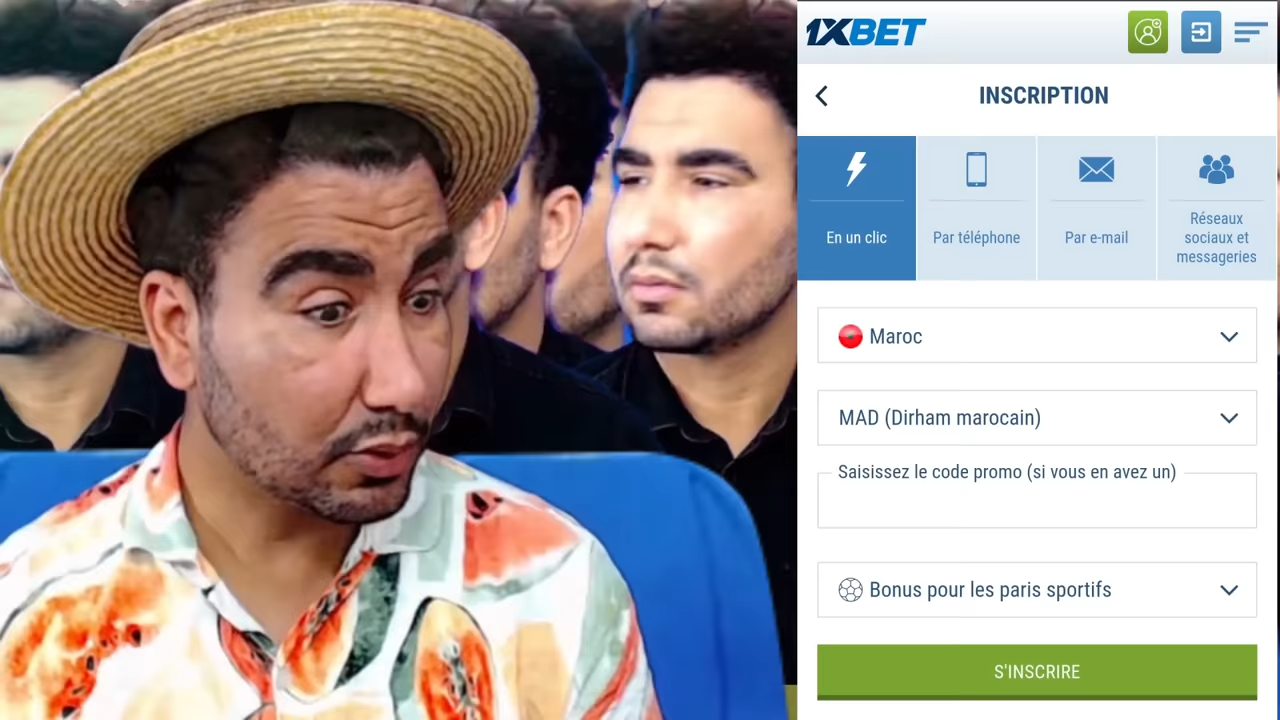 1XBET
INSCRIPTION
En un clic
Par téléphone
Par e-mail
Réseaux
sociaux et
messageries
Maroc
MAD (Dirham marocain)
Saisissez le code promo (si vous en avez un)
Bonus pour les paris sportifs
S'INSCRIRE